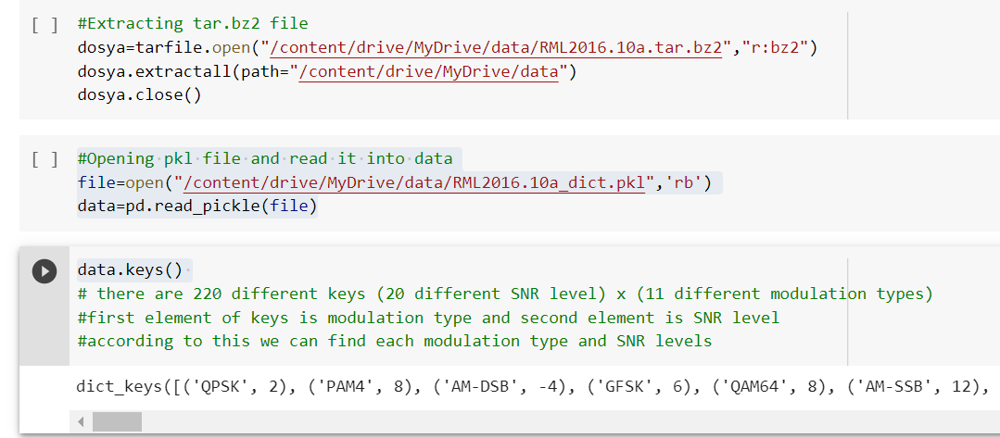 [ ] #Extracting tar.bz2 file
dosya=tarfile.open("/content/drive/MyDrive/data/RML2016.10a.tar.bz2","r:bz2")
dosya.extractall(path="/content/drive/MyDrive/data")
dosya.close()
[ ] #Opening pkl file and read it into data
file=open("/content/drive/MyDrive/data/RML2016.10a_dict.pkl",'rb')
data=pd.read_pickle(file)
data.keys()
# there are 220 different keys (20 different SNR level) x (11 different modulation types)
#first element of keys is modulation type and second element is SNR level
#according to this we can find each modulation type and SNR levels
dict_keys([('QPSK', 2), ('PAM4', 8), ('AM-DSB', -4), ('GFSK', 6), ('QAM64', 8), ('AM-SSB', 12),